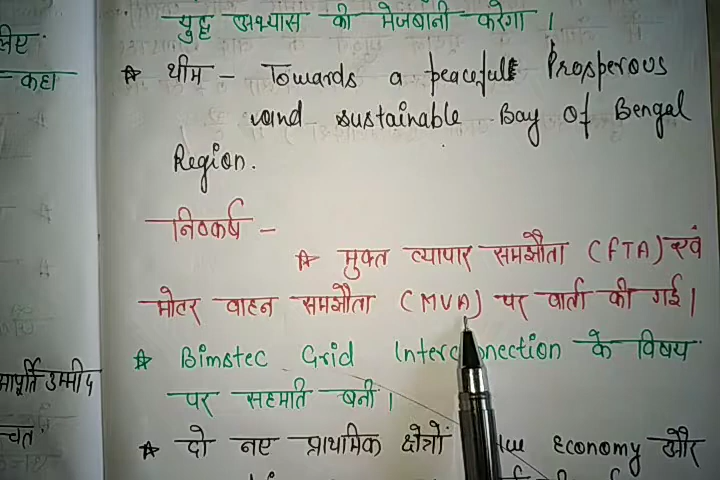 युद्ध अभ्यास की मेजबानी करेगा।
लिए
कहा
* थीम - Towards a peaceful Prosperous
and sustainable Bay Of Bengal
Region.
निष्कर्ष -
* मुक्त व्यापार समझौता (FTA) एवं
मोटर वाहन समझौता (MVA) पर वार्ता की गई।
* Bimstec Grid Interconnection के विषय
पर सहमति बनी।
* दो नए प्राथमिक क्षेत्रों economy और